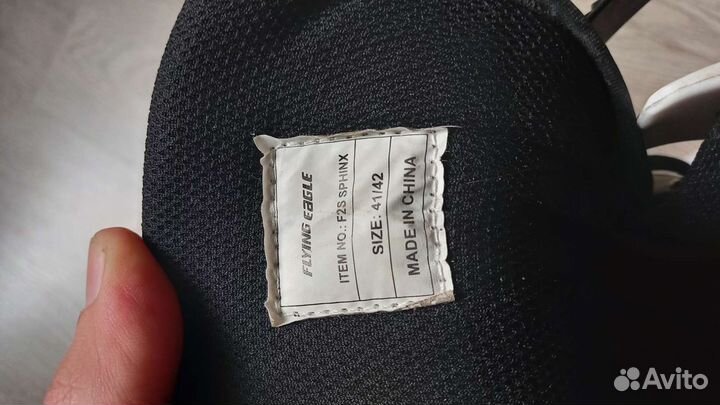 FLYING EAGLE
ITEM NO.: F2S SPHINX
SIZE: 41/42
MADE IN CHINA
Avito